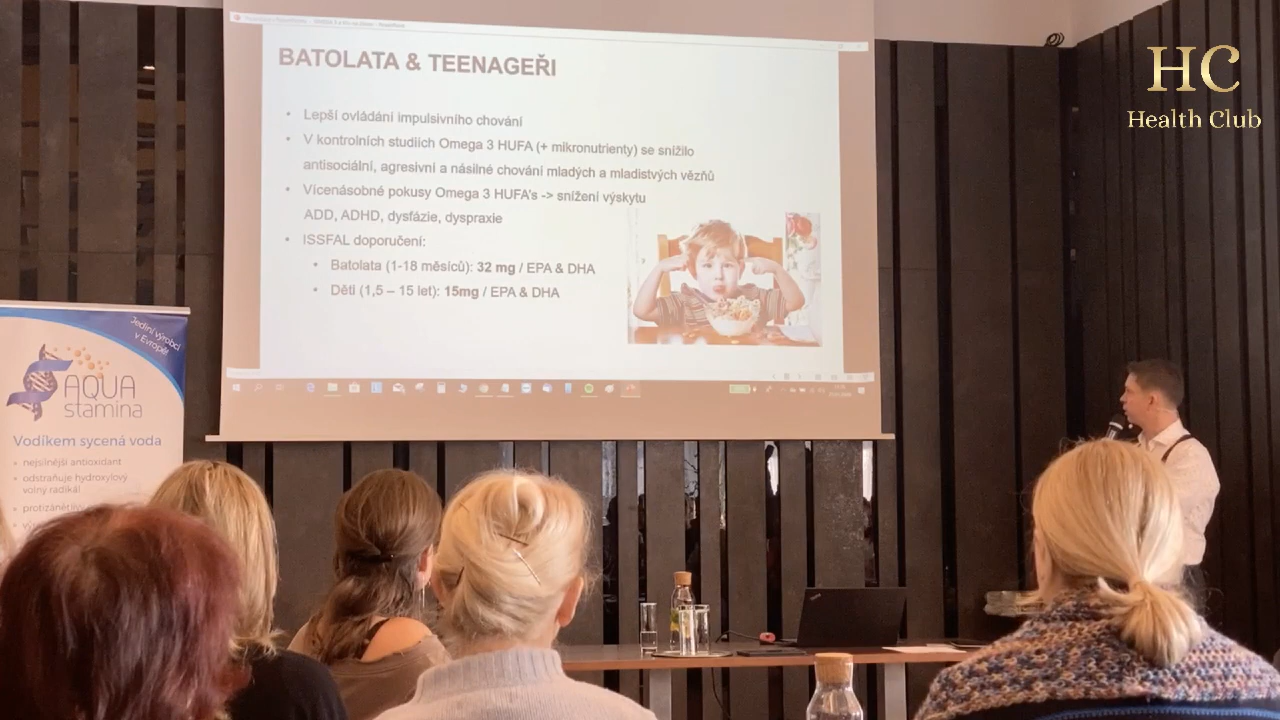 BATOLATA & TEENAGEŘI
• Lepší ovládání impulsivního chování
• V kontrolních studiích Omega 3 HUFA (+ mikronutrienty) se snížilo
antisociální, agresivní a násilné chování mladých a mladistvých vězňů
• Vícenásobné pokusy Omega 3 HUFA's -> snížení výskytu
ADD, ADHD, dysfázie, dyspraxie
• ISSFAL doporučení:
• Batolata (1-18 měsíců): 32 mg / EPA & DHA
• Děti (1,5 – 15 let): 15mg / EPA & DHA
HC
Health Club
Jediní výrobci
v Evropě!
AQUA
stamina
Vodíkem sycená voda
• nejsilnější antioxidant
• odstraňuje hydroxylový
volný radikál